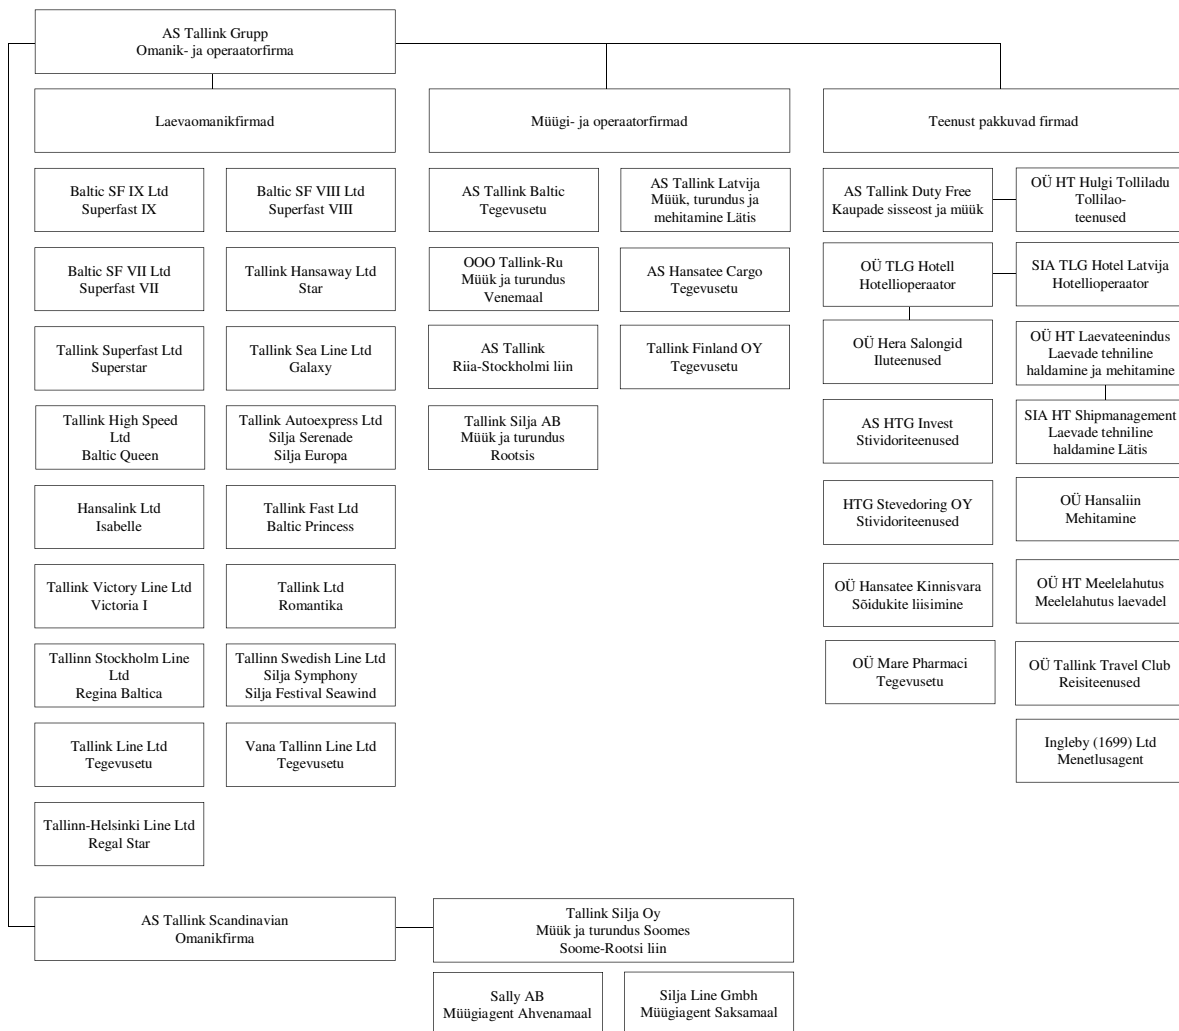 AS Tallink Grupp
Omanik- ja operaatorfirma
Laevaomanikfirmad
Müügi- ja operaatorfirmad
Teenust pakkuvad firmad
Baltic SF IX Ltd
Superfast IX
Baltic SF VIII Ltd
Superfast VIII
AS Tallink Baltic
Tegevusetu
AS Tallink Latvija
Müük, turundus ja
mehitamine Lätis
AS Tallink Duty Free
Kaupade sisseost ja müük
OÜ HT Hulgi Tolliladu
Tollilao-
teenused
Baltic SF VII Ltd
Superfast VII
Tallink Hansaway Ltd
Star
OOO Tallink-Ru
Müük ja turundus
Venemaal
AS Hansatee Cargo
Tegevusetu
OÜ TLG Hotell
Hotellioperaator
SIA TLG Hotel Latvija
Hotellioperaator
Tallink Superfast Ltd
Superstar
Tallink Sea Line Ltd
Galaxy
AS Tallink
Riia-Stockholmi liin
Tallink Finland OY
Tegevusetu
OÜ Hera Salongid
Iluteenused
OÜ HT Laevateenindus
Laevade tehniline
haldamine ja mehitamine
Tallink High Speed
Ltd
Baltic Queen
Tallink Autoexpress Ltd
Silja Serenade
Silja Europa
Tallink Silja AB
Müük ja turundus
Rootsis
AS HTG Invest
Stividoriteenused
SIA HT Shipmanagement
Laevade tehniline
haldamine Lätis
Hansalink Ltd
Isabelle
Tallink Fast Ltd
Baltic Princess
HTG Stevedoring OY
Stividoriteenused
OÜ Hansaliin
Mehitamine
Tallink Victory Line Ltd
Victoria I
Tallink Ltd
Romantika
OÜ Hansatee Kinnisvara
Sõidukite liisimine
OÜ HT Meelelahutus
Meelelahutus laevadel
Tallinn Stockholm Line
Ltd
Regina Baltica
Tallinn Swedish Line Ltd
Silja Symphony
Silja Festival Seawind
OÜ Mare Pharmaci
Tegevusetu
OÜ Tallink Travel Club
Reisiteenused
Tallink Line Ltd
Tegevusetu
Vana Tallinn Line Ltd
Tegevusetu
Ingleby (1699) Ltd
Menetlusagent
Tallinn-Helsinki Line Ltd
Regal Star
AS Tallink Scandinavian
Omanikfirma
Tallink Silja Oy
Müük ja turundus Soomes
Soome-Rootsi liin
Sally AB
Müügiagent Ahvenamaal
Silja Line Gmbh
Müügiagent Saksamaal